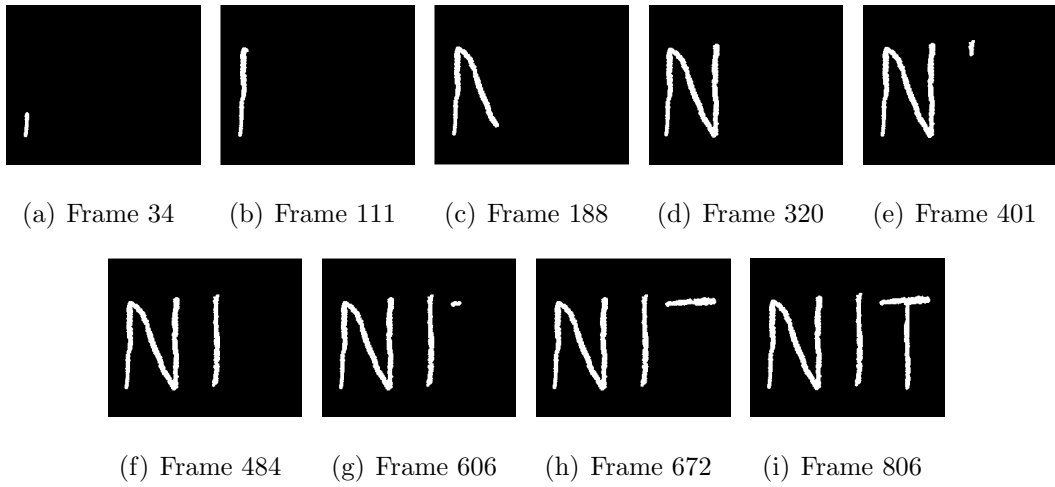 N N N '
(a) Frame 34 (b) Frame 111 (c) Frame 188 (d) Frame 320 (e) Frame 401
NI NI NI NIT
(f) Frame 484 (g) Frame 606 (h) Frame 672 (i) Frame 806